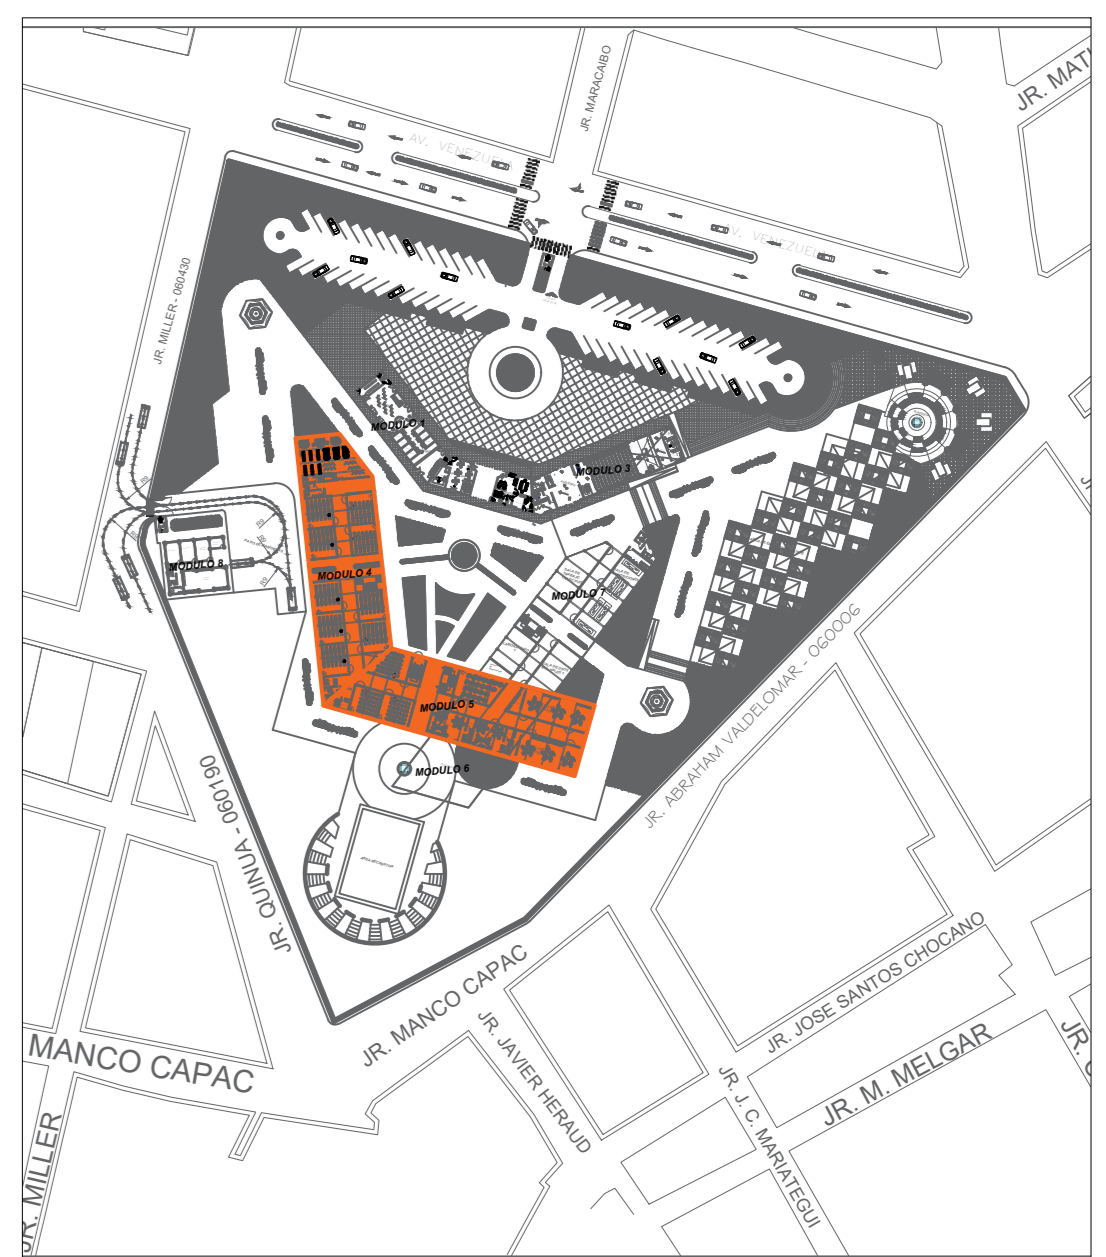 JR. MARACAIBO
AV. VENEZUELA
AV. VENEZUELA
JR. MILLER - 060430
MODULO 1
MODULO 3
MODULO 4
MODULO 8
MODULO 7
MODULO 5
MODULO 6
JR. ABRAHAM VALDELOMAR - 060006
JR. QUINUA - 060190
JR. MANCO CAPAC
MANCO CAPAC
JR. MILLER
JR. JAVIER HERAUD
JR. JOSE SANTOS CHOCANO
JR. M. MELGAR
JR. J. C. MARIATEGUI